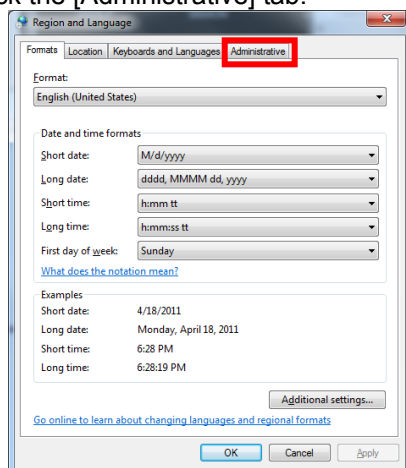 ck the [Administrative] tab.
Region and Language
Formats Location Keyboards and Languages Administrative
Format:
English (United States)
Date and time formats
Short date: M/d/yyyy
Long date: dddd, MMMM dd, yyyy
Short time: h:mm tt
Long time: h:mm:ss tt
First day of week: Sunday
What does the notation mean?
Examples
Short date: 4/18/2011
Long date: Monday, April 18, 2011
Short time: 6:28 PM
Long time: 6:28:19 PM
Additional settings...
Go online to learn about changing languages and regional formats
OK Cancel Apply